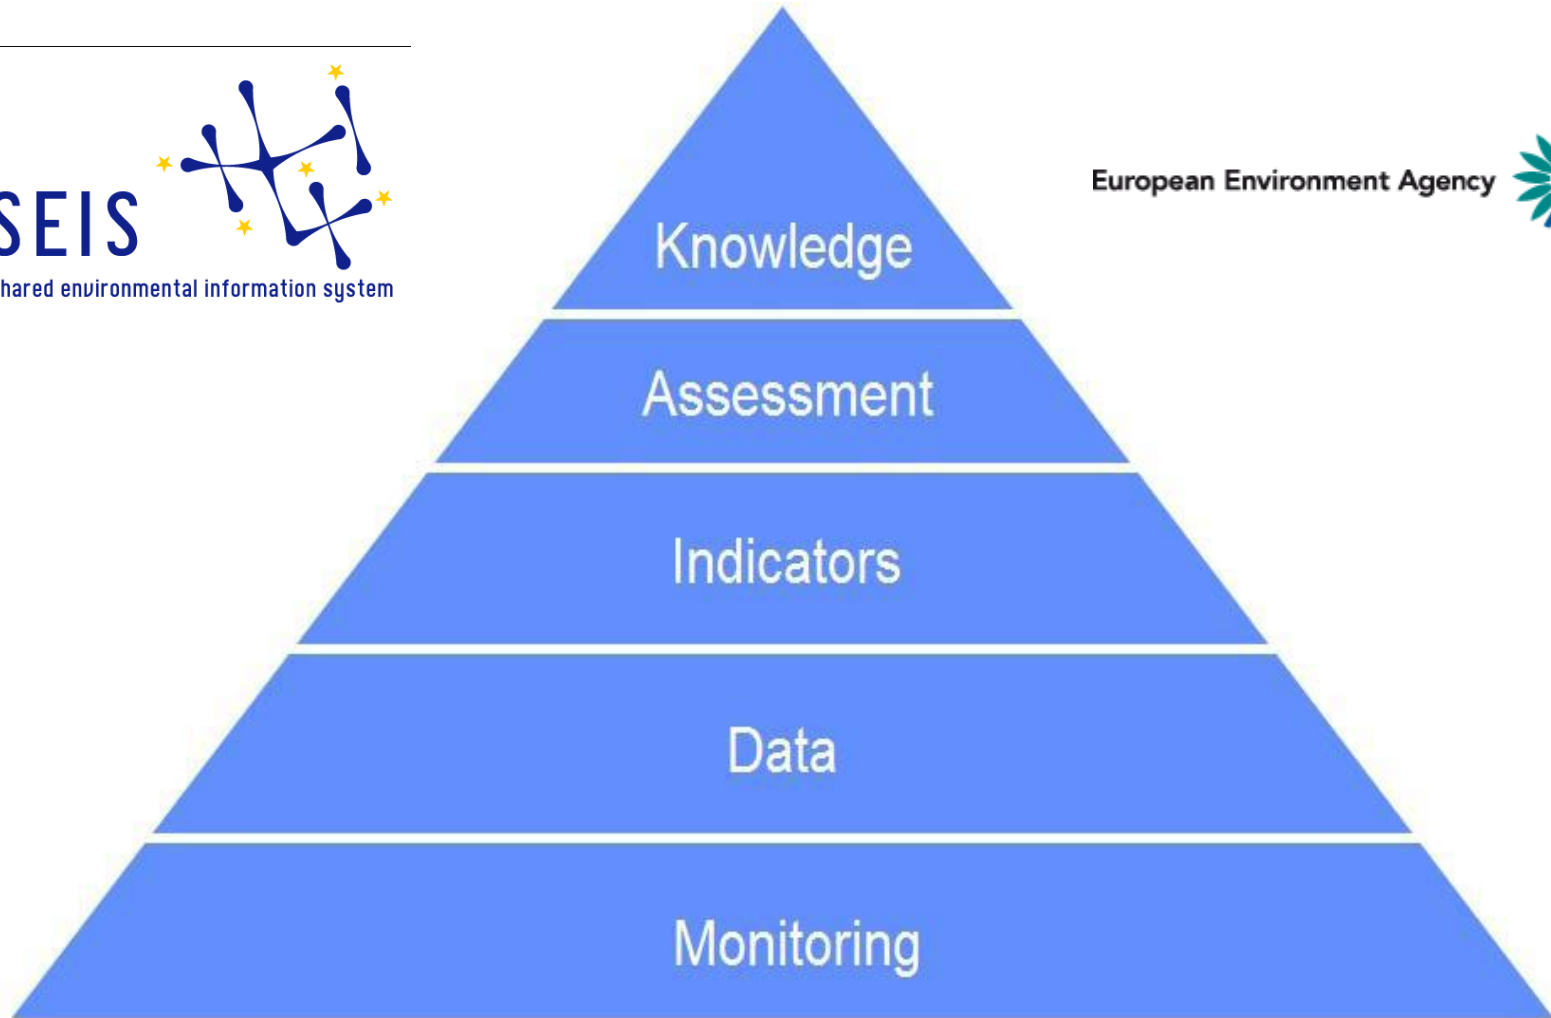 SEIS
hared environmental information system
European Environment Agency
Knowledge
Assessment
Indicators
Data
Monitoring